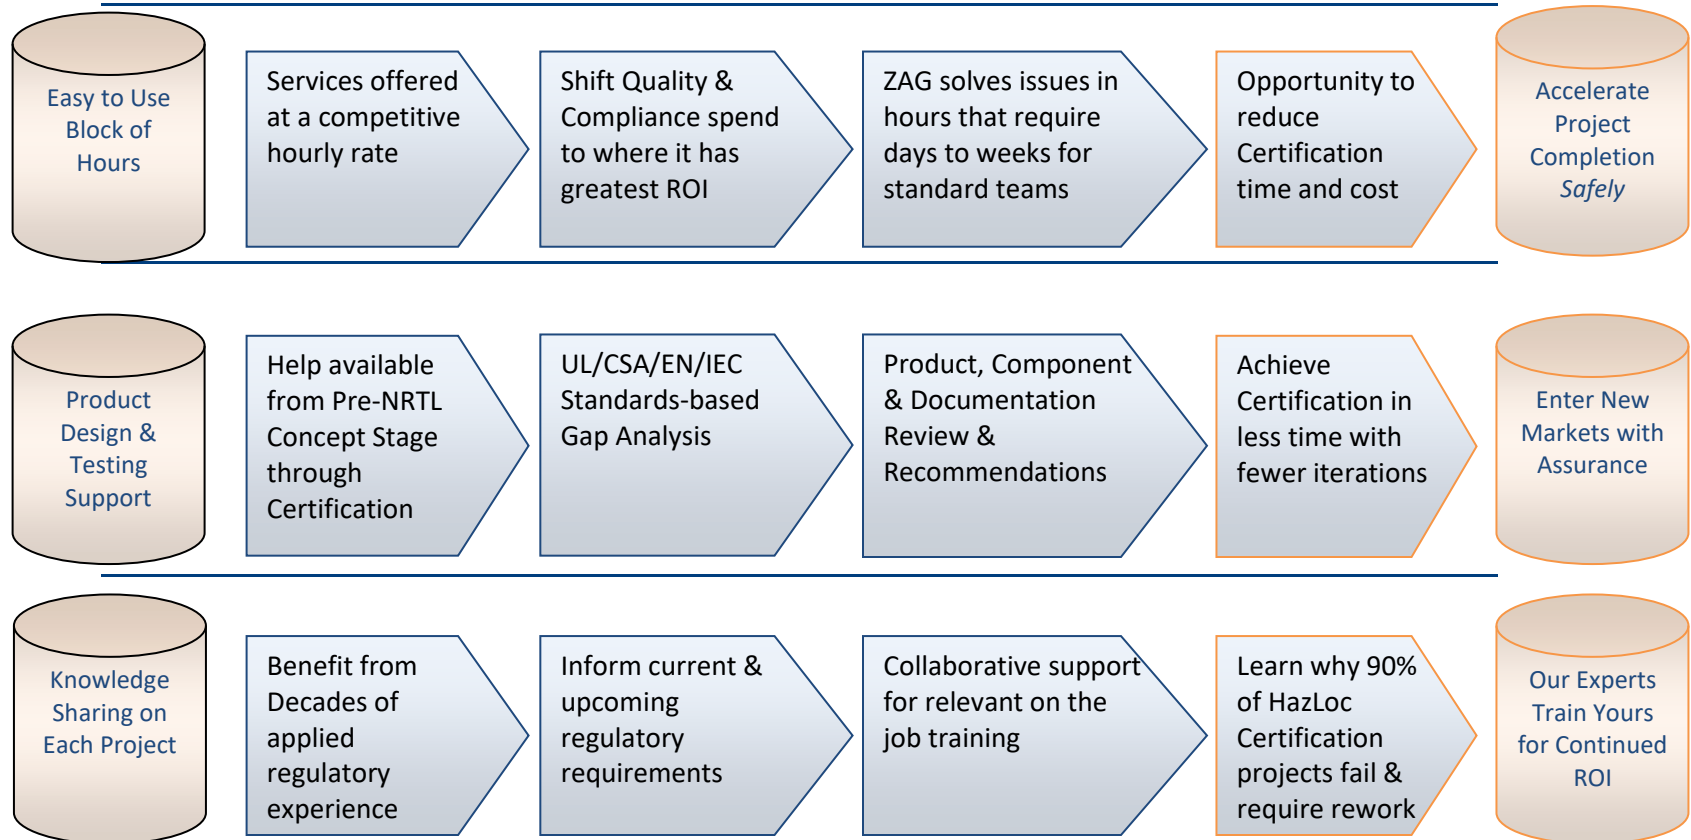 Easy to Use
Block of
Hours
Services offered
at a competitive
hourly rate
Shift Quality &
Compliance spend
to where it has
greatest ROI
ZAG solves issues in
hours that require
days to weeks for
standard teams
Opportunity to
reduce
Certification
time and cost
Accelerate
Project
Completion
Safely
Product
Design &
Testing
Support
Help available
from Pre-NRTL
Concept Stage
through
Certification
UL/CSA/EN/IEC
Standards-based
Gap Analysis
Product, Component
& Documentation
Review &
Recommendations
Achieve
Certification in
less time with
fewer iterations
Enter New
Markets with
Assurance
Knowledge
Sharing on
Each Project
Benefit from
Decades of
applied
regulatory
experience
Inform current &
upcoming
regulatory
requirements
Collaborative support
for relevant on the
job training
Learn why 90%
of HazLoc
Certification
projects fail &
require rework
Our Experts
Train Yours
for Continued
ROI